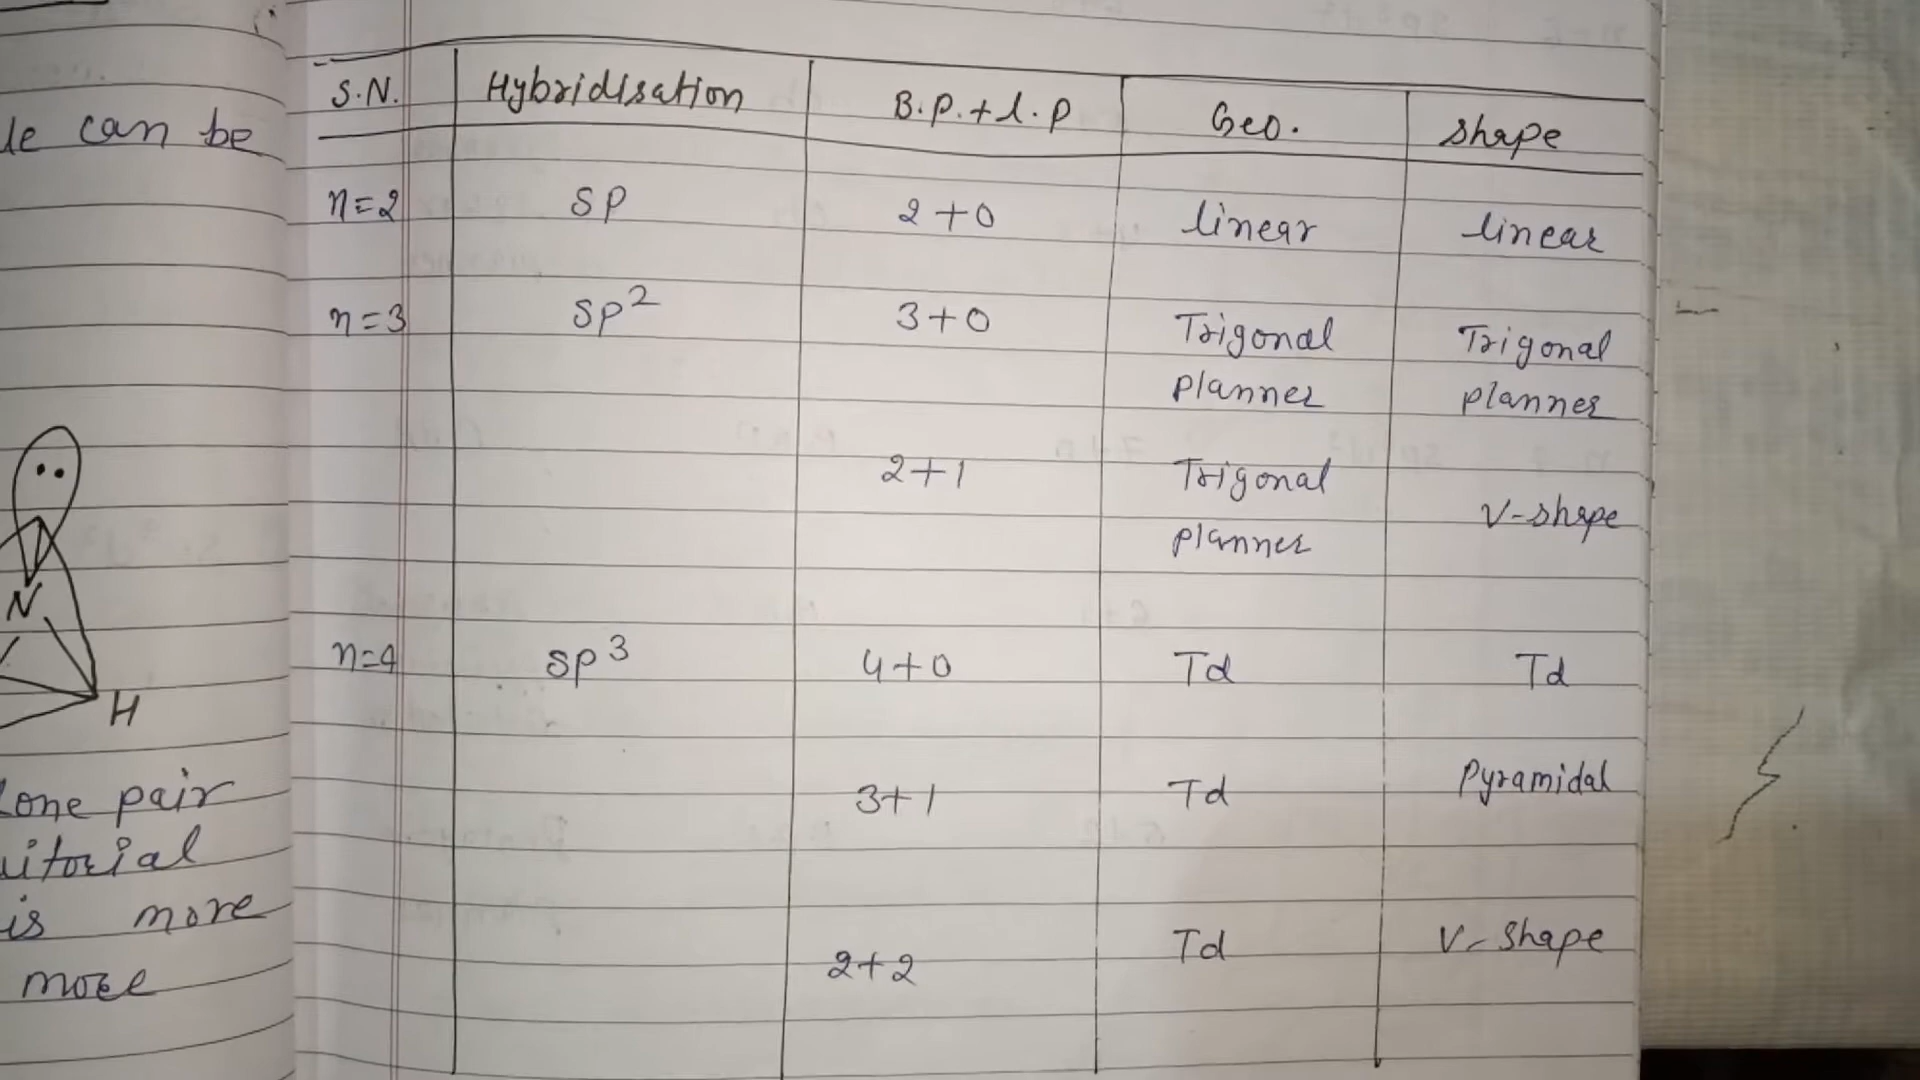 le can be
N
H
Lone pair
uitorial
is more
more
S.N. Hybridisation B.P.+l.p Geo. shape
n=2 sp 2+0 linear linear
n=3 sp² 3+0 Trigonal Trigonal
planner planner
2+1 Trigonal v-shape
planner
n=4 sp³ 4+0 Td Td
3+1 Td Pyramidal
2+2 Td v-shape